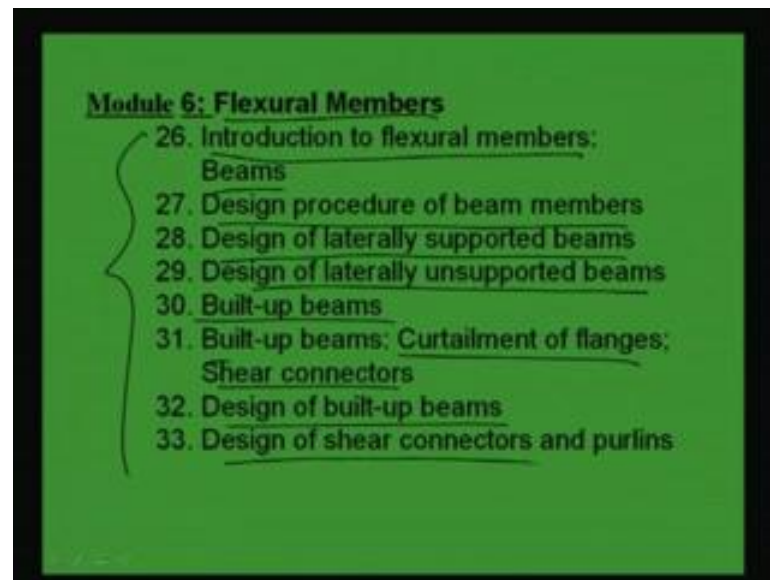 Module 6: Flexural Members
26. Introduction to flexural members:
Beams
27. Design procedure of beam members
28. Design of laterally supported beams
29. Design of laterally unsupported beams
30. Built-up beams
31. Built-up beams: Curtailment of flanges;
Shear connectors
32. Design of built-up beams
33. Design of shear connectors and purlins